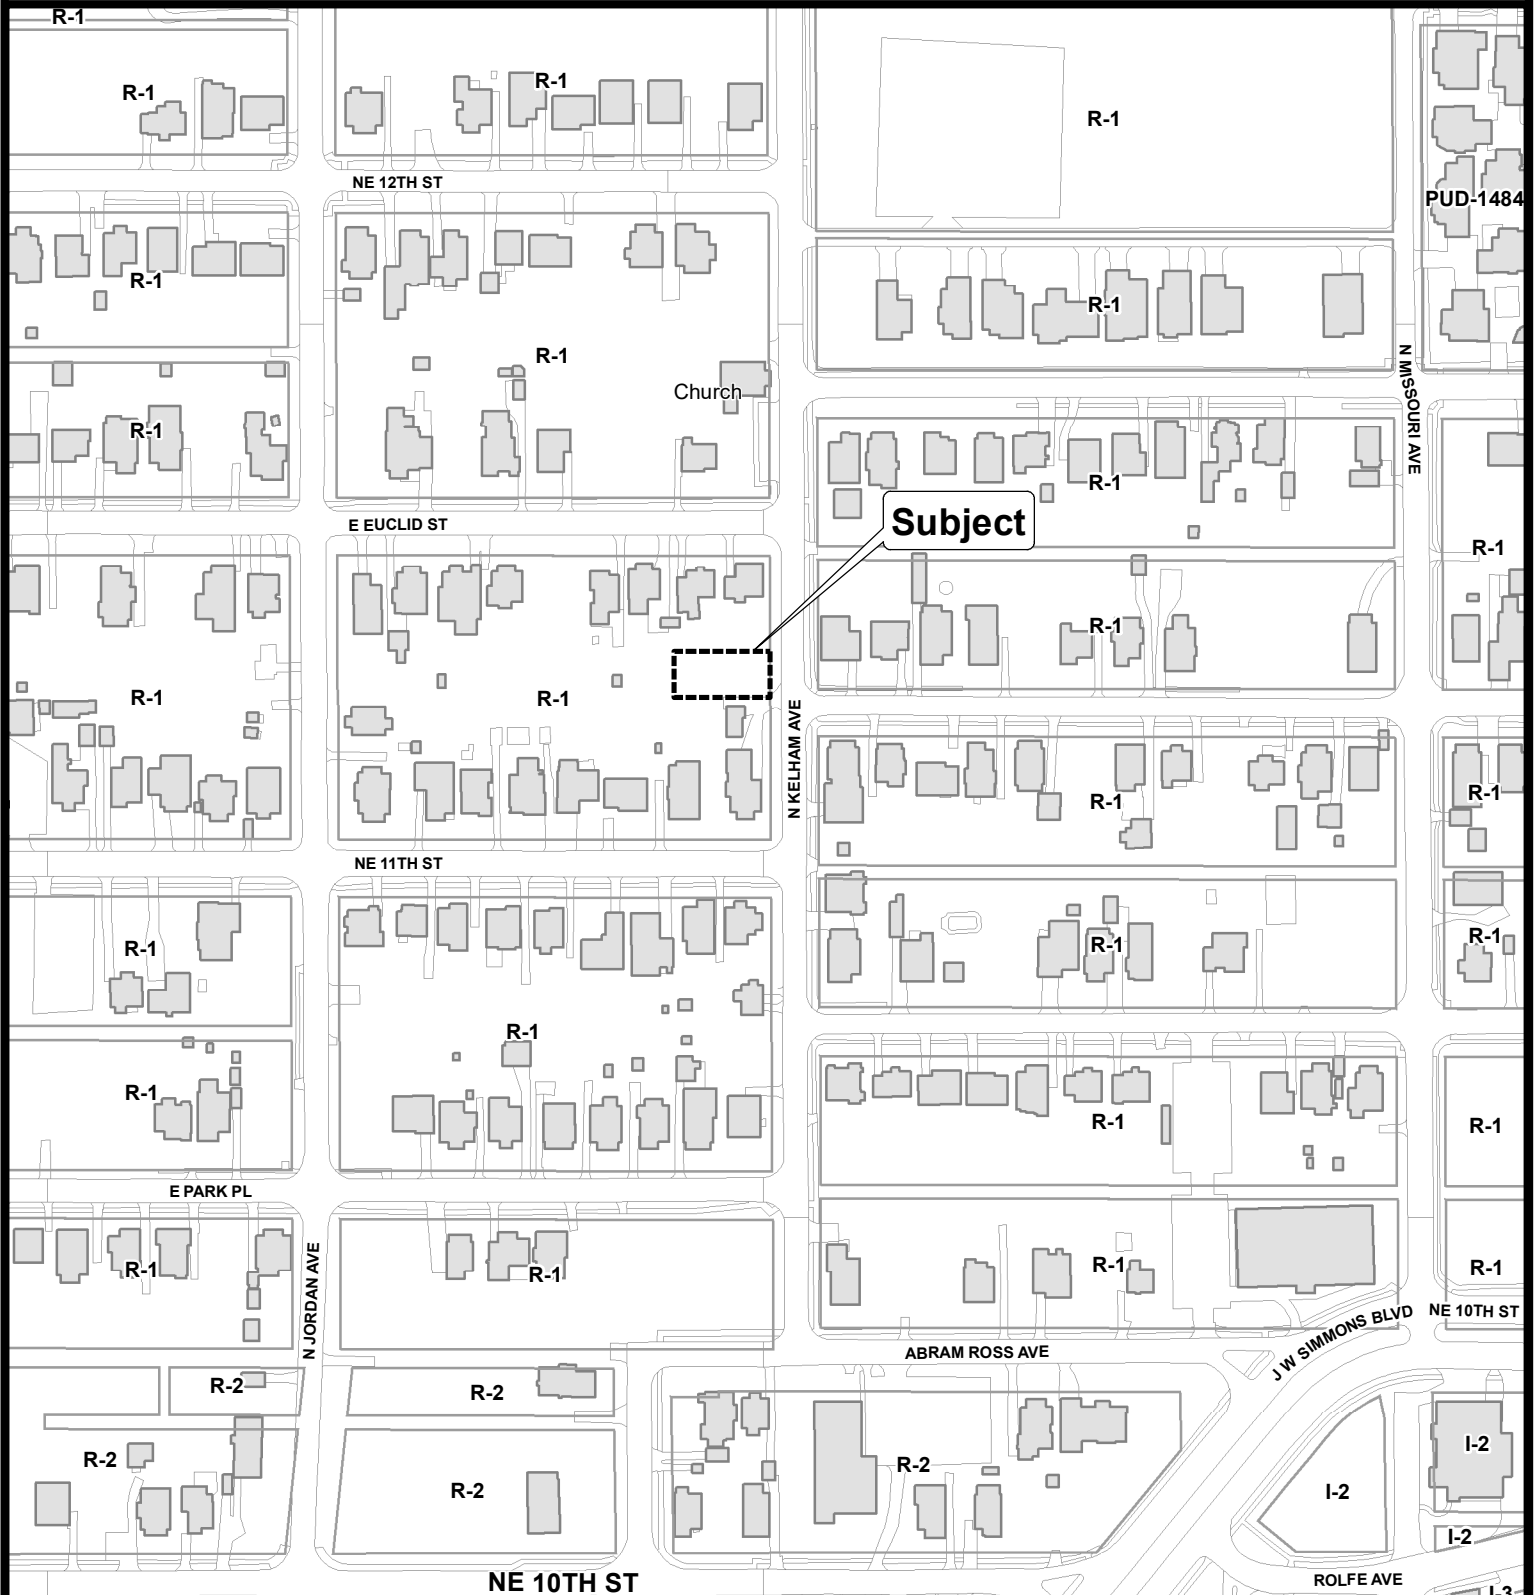 R-1
R-1
R-1
R-1
NE 12TH ST
PUD-1484
R-1
R-1
R-1
Church
N MISSOURI AVE
R-1
R-1
Subject
E EUCLID ST
R-1
R-1
R-1
R-1
N KELHAM AVE
R-1
R-1
NE 11TH ST
R-1
R-1
R-1
R-1
R-1
R-1
R-1
E PARK PL
R-1
R-1
R-1
R-1
N JORDAN AVE
NE 10TH ST
J W SIMMONS BLVD
ABRAM ROSS AVE
R-2
R-2
R-2
R-2
R-2
I-2
I-2
I-2
ROLFE AVE
NE 10TH ST
I-3